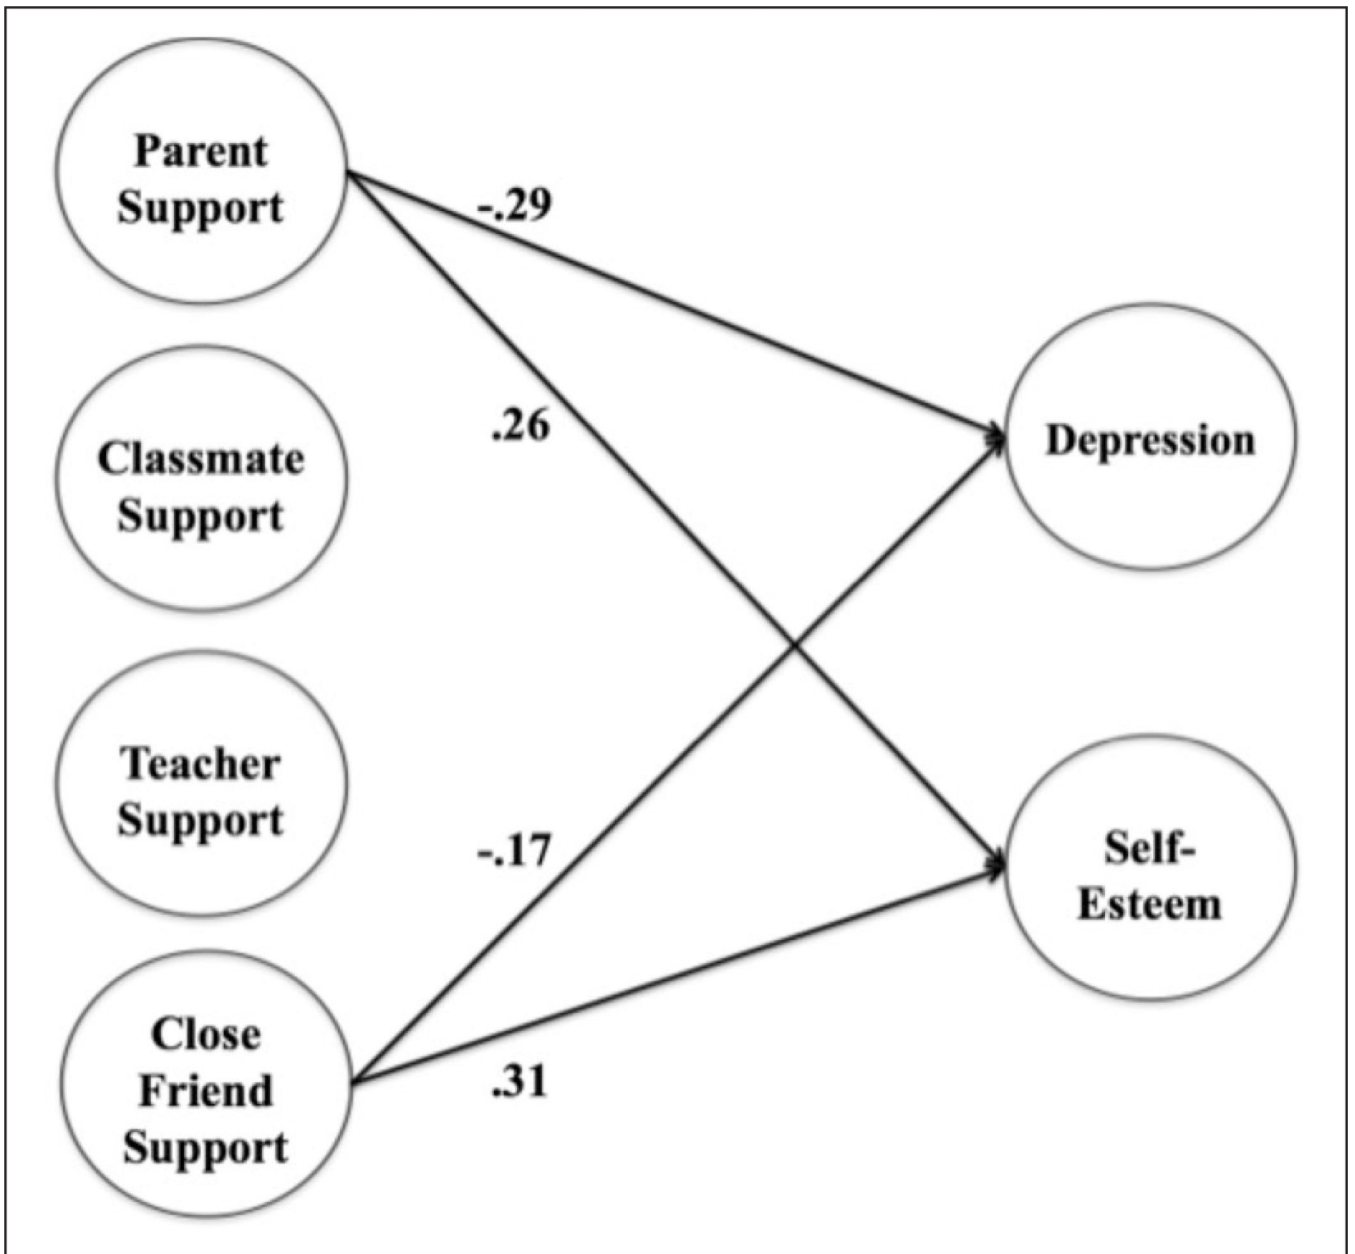 Parent
Support
-.29
.26
Classmate
Support
Depression
Teacher
Support
-.17
Self-
Esteem
Close
Friend
Support
.31